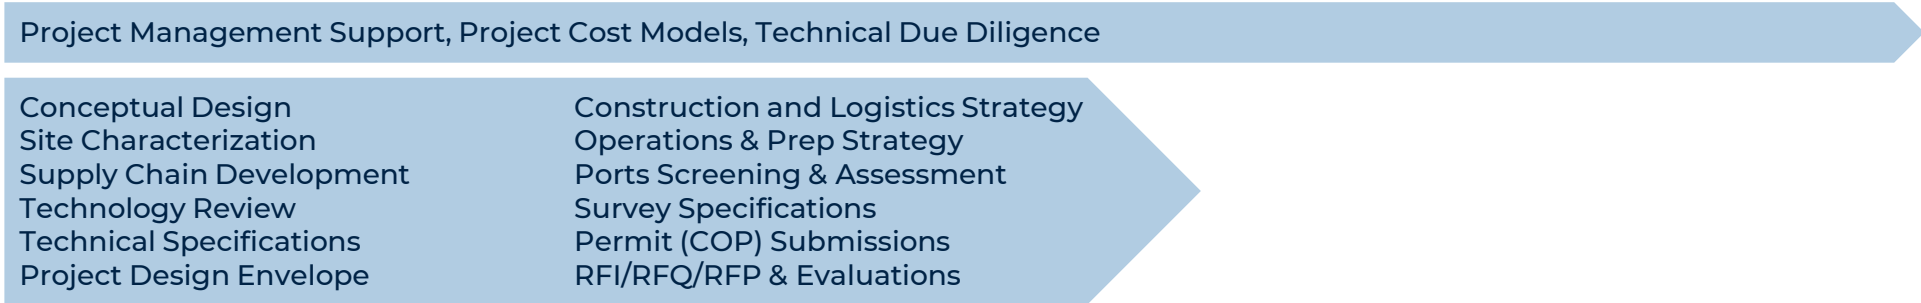 Project Management Support, Project Cost Models, Technical Due Diligence
Conceptual Design
Site Characterization
Supply Chain Development
Technology Review
Technical Specifications
Project Design Envelope
Construction and Logistics Strategy
Operations & Prep Strategy
Ports Screening & Assessment
Survey Specifications
Permit (COP) Submissions
RFI/RFQ/RFP & Evaluations